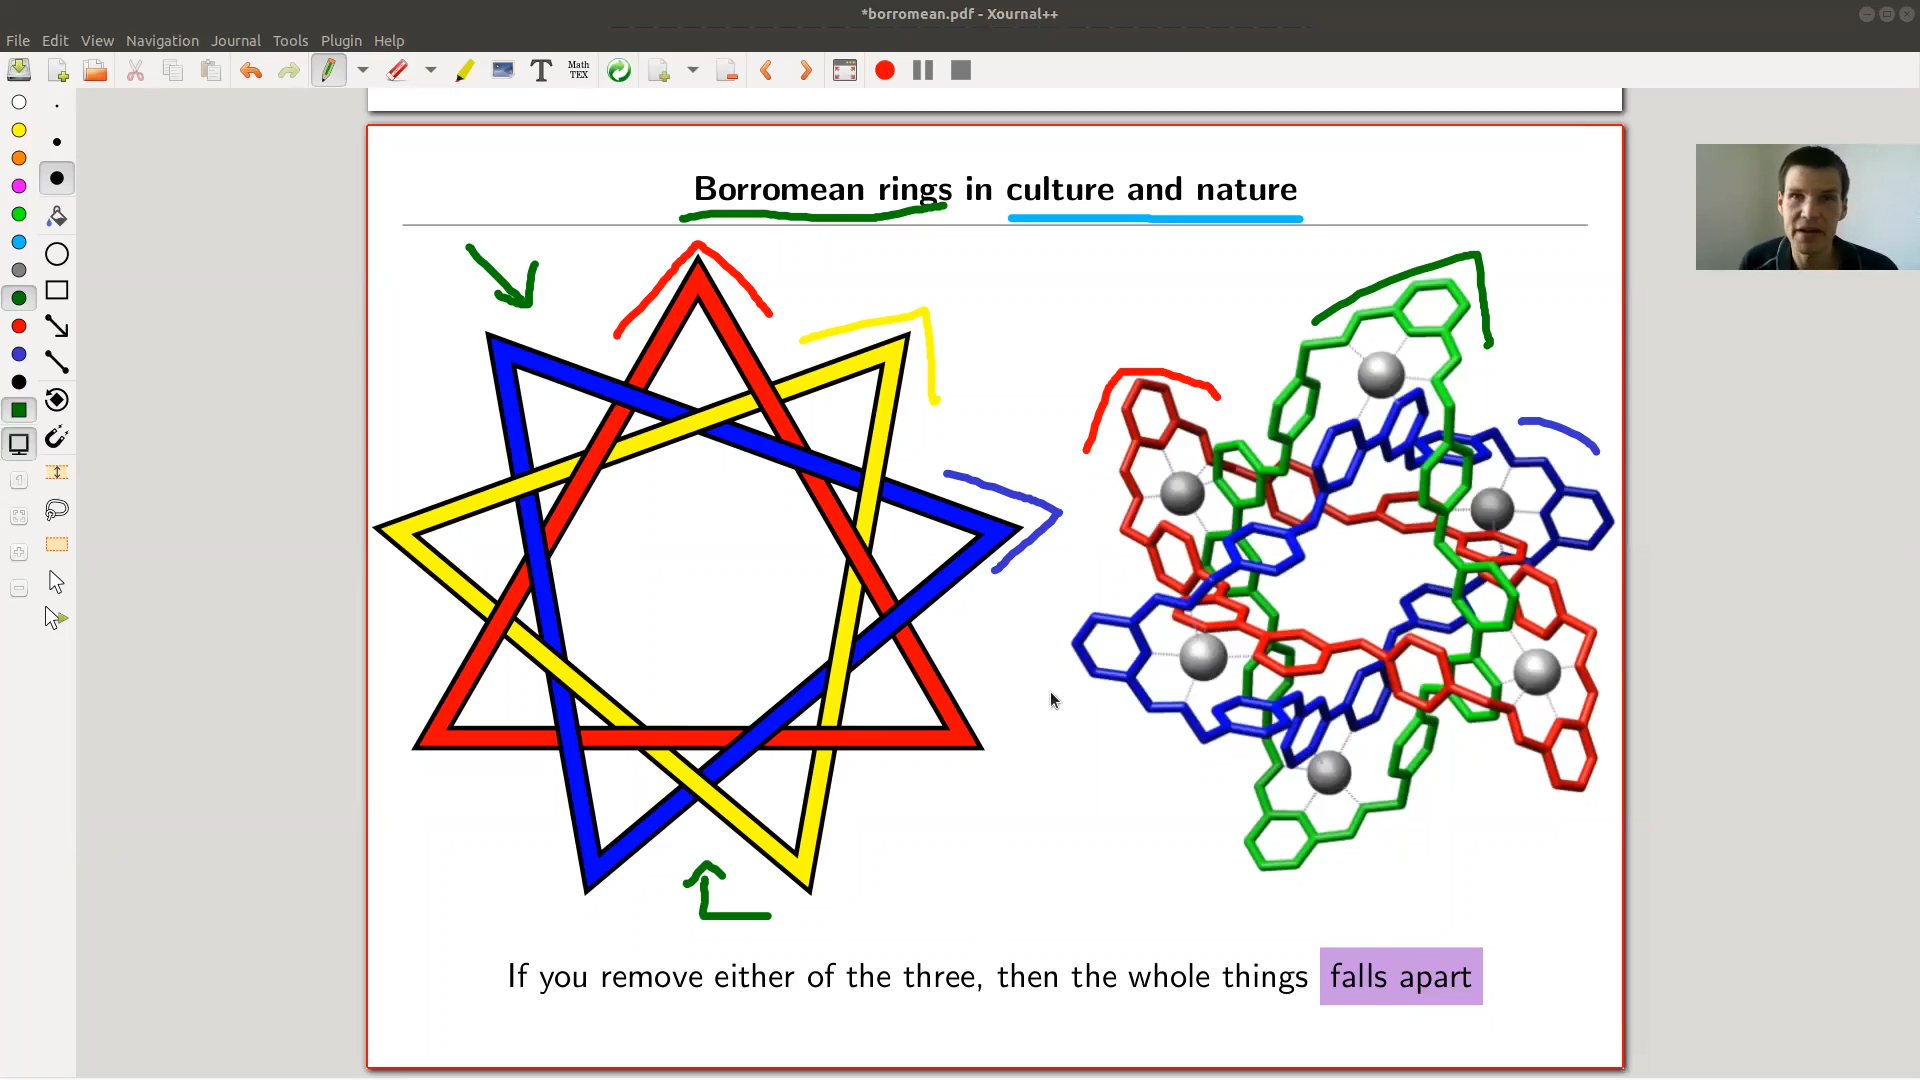 *borromean.pdf - Xournal++
File Edit View Navigation Journal Tools Plugin Help
Math
TEX
Borromean rings in culture and nature
1
If you remove either of the three, then the whole things falls apart